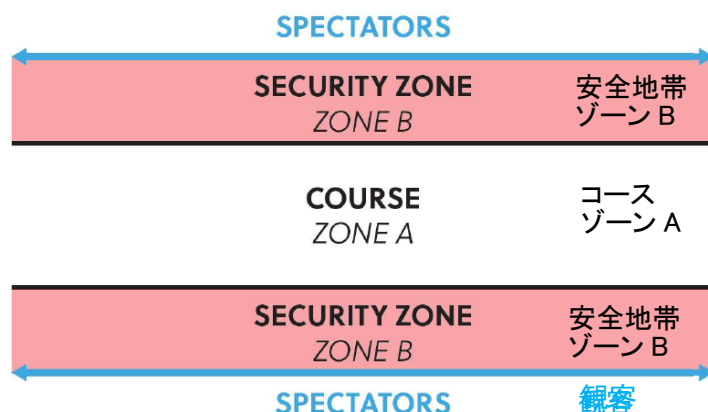 SPECTATORS
SECURITY ZONE
ZONE B
安全地帯
ゾーン B
COURSE
ZONE A
コース
ゾーン A
SECURITY ZONE
ZONE B
安全地帯
ゾーン B
SPECTATORS
観客